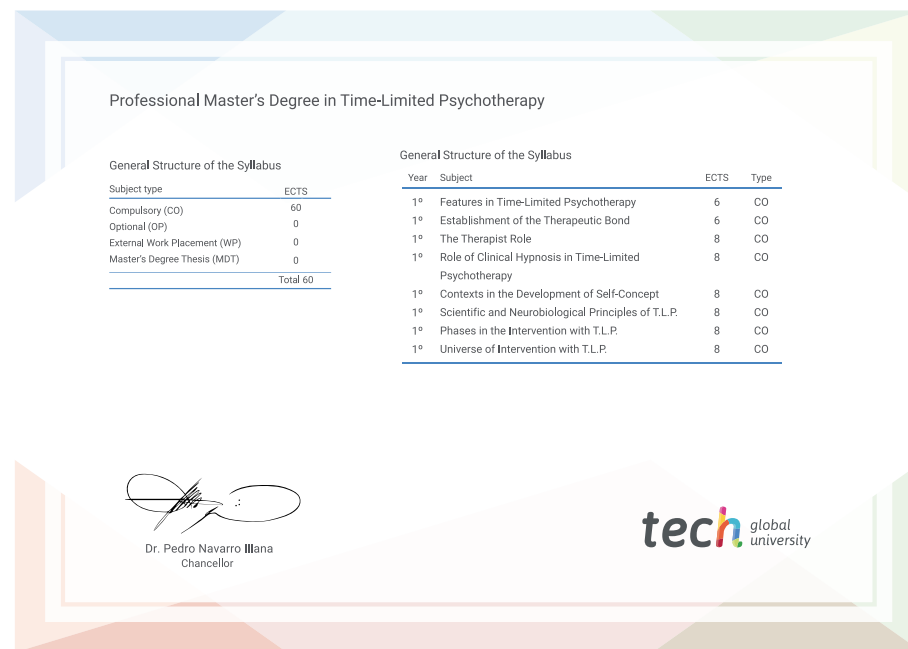 Professional Master's Degree in Time-Limited Psychotherapy
General Structure of the Syllabus
Subject type ECTS
Compulsory (CO) 60
Optional (OP) 0
External Work Placement (WP) 0
Master's Degree Thesis (MDT) 0
Total 60
General Structure of the Syllabus
Year Subject ECTS Type
1º Features in Time-Limited Psychotherapy 6 CO
1º Establishment of the Therapeutic Bond 6 CO
1º The Therapist Role 8 CO
1º Role of Clinical Hypnosis in Time-Limited 8 CO
Psychotherapy
1º Contexts in the Development of Self-Concept 8 CO
1º Scientific and Neurobiological Principles of T.L.P. 8 CO
1º Phases in the Intervention with T.L.P. 8 CO
1º Universe of Intervention with T.L.P. 8 CO
Dr. Pedro Navarro Illana
Chancellor
tech global
university